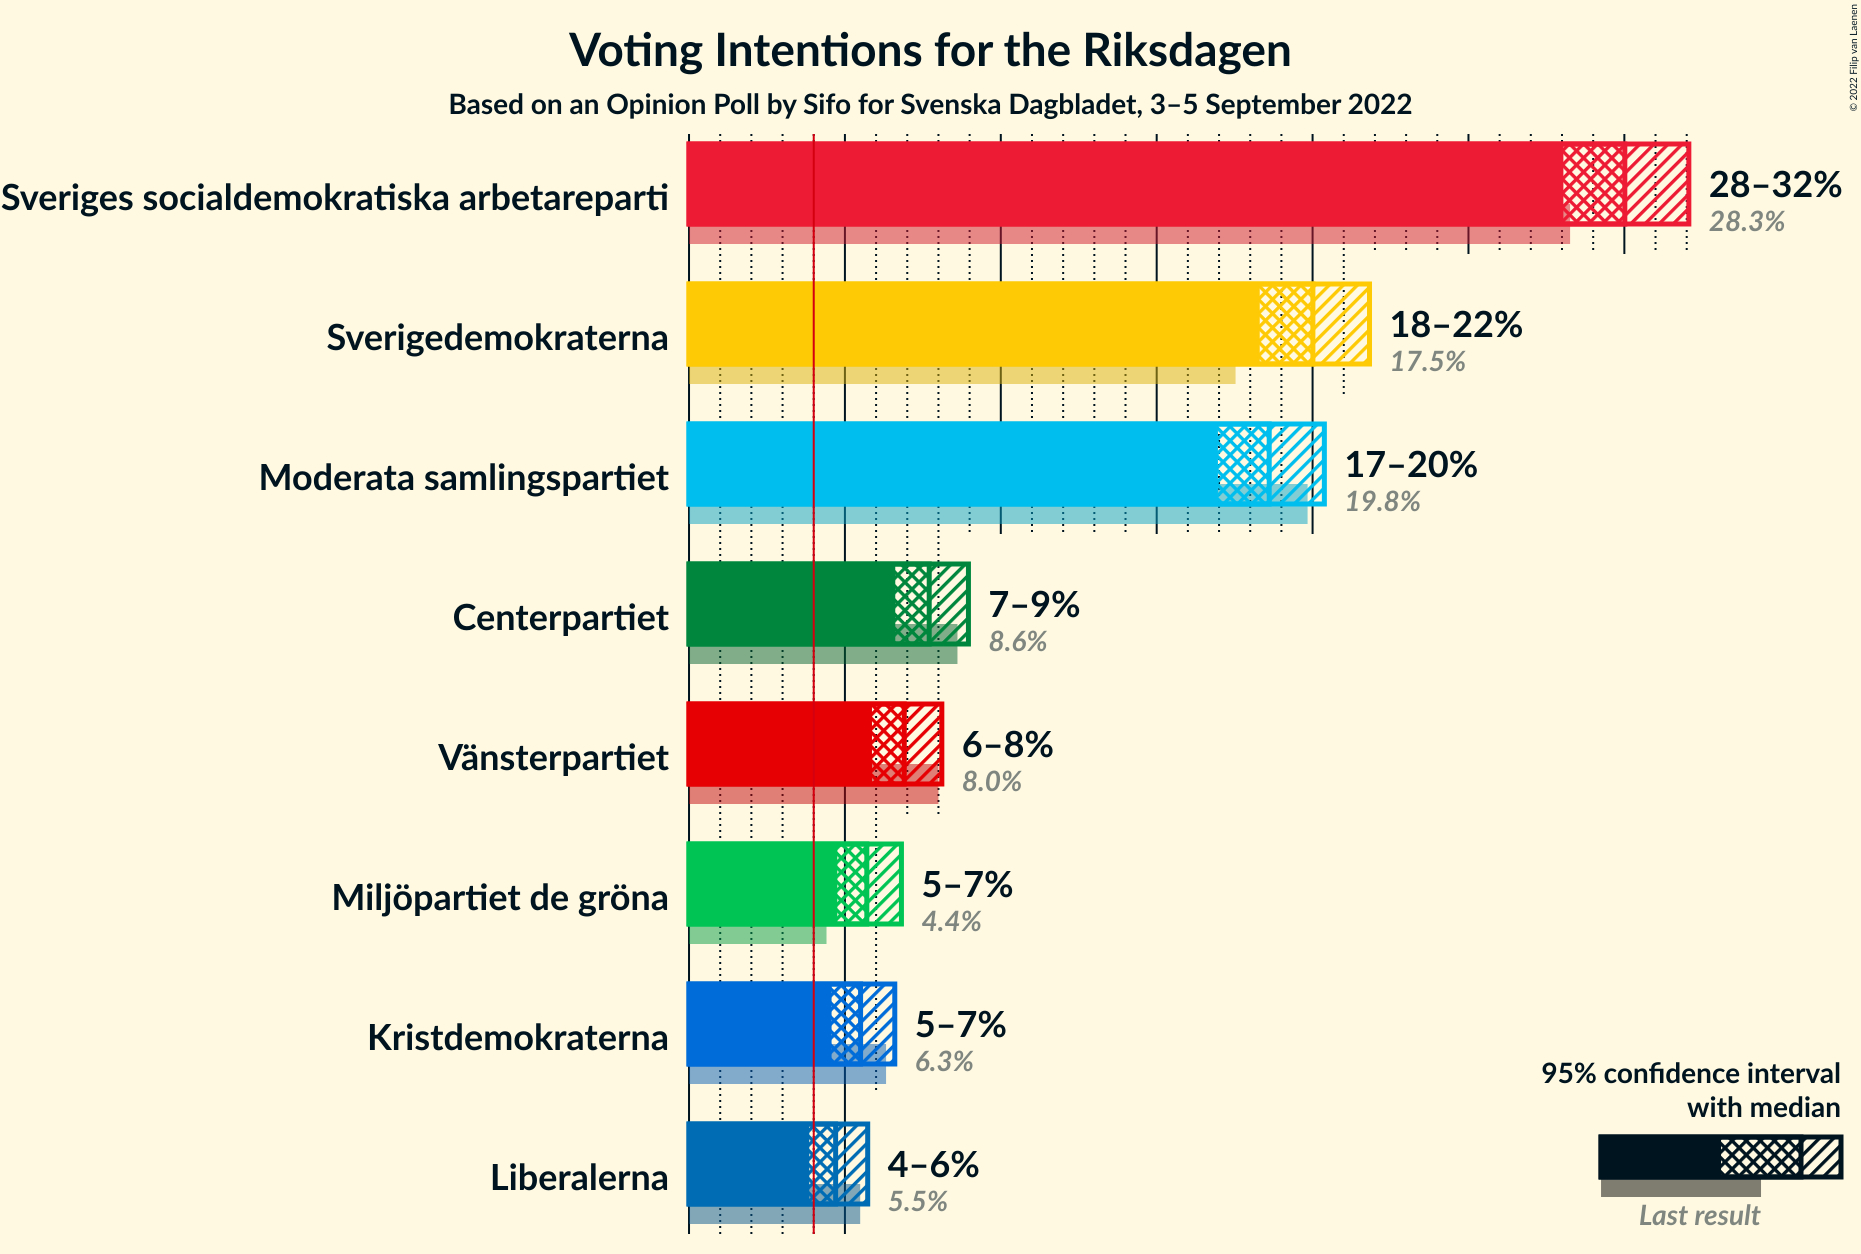 Voting Intentions for the Riksdagen
Based on an Opinion Poll by Sifo for Svenska Dagbladet, 3–5 September 2022
© 2022 Filip van Laenen
Sveriges socialdemokratiska arbetareparti
28–32%
28.3%
Sverigedemokraterna
18–22%
17.5%
Moderata samlingspartiet
17–20%
19.8%
Centerpartiet
7–9%
8.6%
Vänsterpartiet
6–8%
8.0%
Miljöpartiet de gröna
5–7%
4.4%
Kristdemokraterna
5–7%
6.3%
Liberalerna
4–6%
5.5%
95% confidence interval
with median
Last result